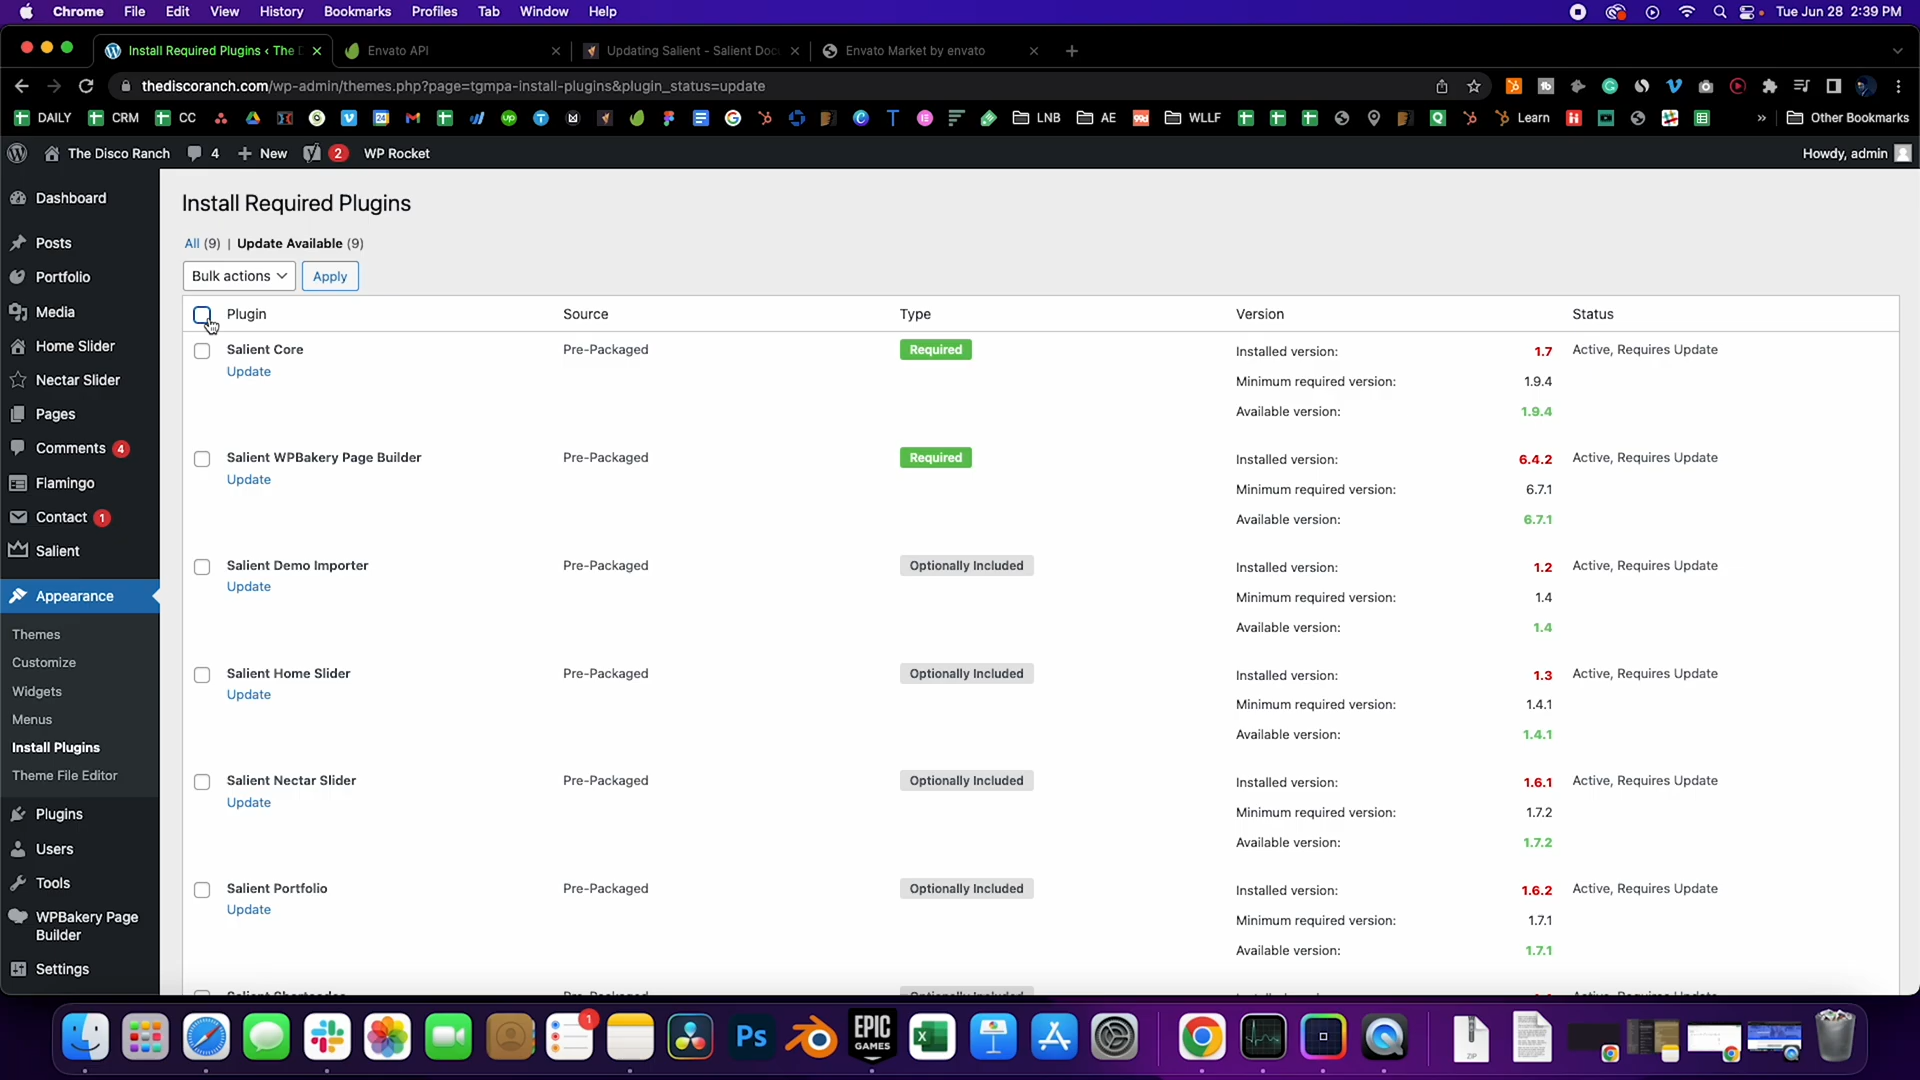 Chrome File Edit View History Bookmarks Profiles Tab Window Help Tue Jun 28 2:39 PM
Install Required Plugins ‹ The D Envato API Updating Salient - Salient Doc Envato Market by envato
thediscoranch.com/wp-admin/themes.php?page=tgmpa-install-plugins&plugin_status=update
DAILY CRM CC LNB AE WLLF Learn » Other Bookmarks
The Disco Ranch 4 + New 2 WP Rocket Howdy, admin
Dashboard
Posts
Portfolio
Media
Home Slider
Nectar Slider
Pages
Comments 4
Flamingo
Contact 1
Salient
Appearance
Themes
Customize
Widgets
Menus
Install Plugins
Theme File Editor
Plugins
Users
Tools
WPBakery Page
Builder
Settings
Install Required Plugins
All (9) | Update Available (9)
Bulk actions Apply
Plugin Source Type Version Status
Salient Core Pre-Packaged Required Installed version: 1.7 Active, Requires Update
Update
Minimum required version: 1.9.4
Available version: 1.9.4
Salient WPBakery Page Builder Pre-Packaged Required Installed version: 6.4.2 Active, Requires Update
Update
Minimum required version: 6.7.1
Available version: 6.7.1
Salient Demo Importer Pre-Packaged Optionally Included Installed version: 1.2 Active, Requires Update
Update
Minimum required version: 1.4
Available version: 1.4
Salient Home Slider Pre-Packaged Optionally Included Installed version: 1.3 Active, Requires Update
Update
Minimum required version: 1.4.1
Available version: 1.4.1
Salient Nectar Slider Pre-Packaged Optionally Included Installed version: 1.6.1 Active, Requires Update
Update
Minimum required version: 1.7.2
Available version: 1.7.2
Salient Portfolio Pre-Packaged Optionally Included Installed version: 1.6.2 Active, Requires Update
Update
Minimum required version: 1.7.1
Available version: 1.7.1
1 Ps EPIC GAMES ZIP